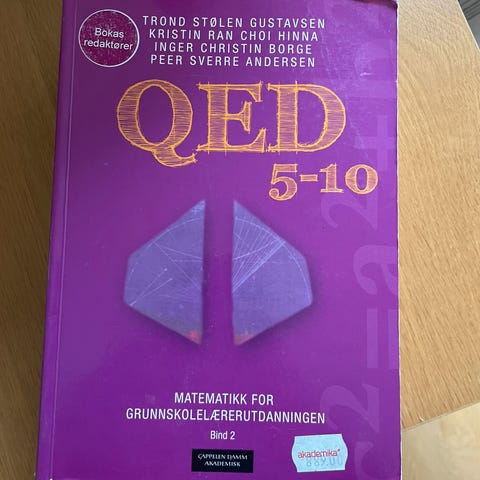 Bokas
redaktører
TROND STØLEN GUSTAVSEN
KRISTIN RAN CHOI HINNA
INGER CHRISTIN BORGE
PEER SVERRE ANDERSEN
QED
5-10
MATEMATIKK FOR
GRUNNSKOLELÆRERUTDANNINGEN
Bind 2
CAPPELEN DAMM
AKADEMISK
akademika